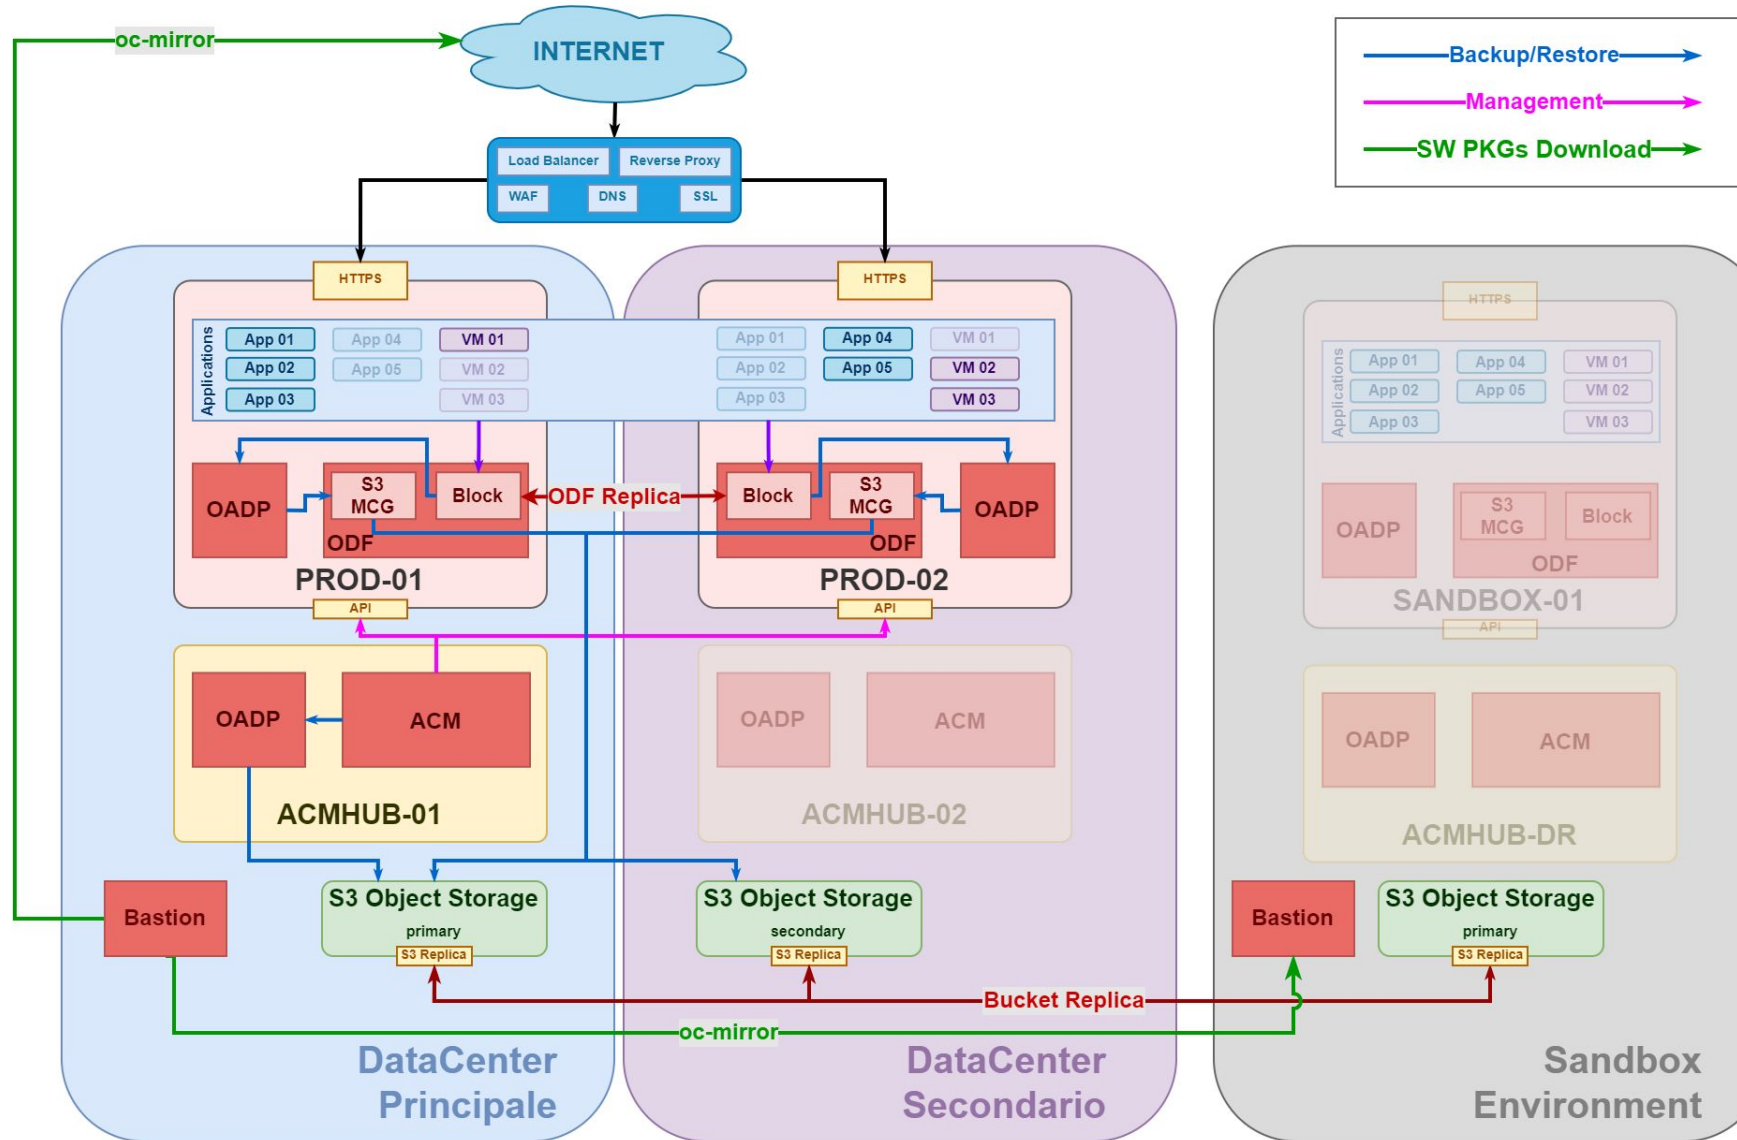 oc-mirror
INTERNET
Backup/Restore
Management
SW PKGs Download
Load Balancer
Reverse Proxy
WAF
DNS
SSL
HTTPS
Applications
App 01
App 04
VM 01
App 02
App 05
VM 02
App 03
VM 03
OADP
S3
MCG
Block
ODF
PROD-01
API
ODF Replica
HTTPS
App 01
App 04
VM 01
App 02
App 05
VM 02
App 03
VM 03
Block
S3
MCG
OADP
ODF
PROD-02
API
HTTPS
Applications
App 01
App 04
VM 01
App 02
App 05
VM 02
App 03
VM 03
OADP
S3
MCG
Block
ODF
SANDBOX-01
API
OADP
ACM
ACMHUB-01
OADP
ACM
ACMHUB-02
OADP
ACM
ACMHUB-DR
Bastion
S3 Object Storage
primary
S3 Replica
S3 Object Storage
secondary
S3 Replica
Bastion
S3 Object Storage
primary
S3 Replica
Bucket Replica
oc-mirror
DataCenter
Principale
DataCenter
Secondario
Sandbox
Environment